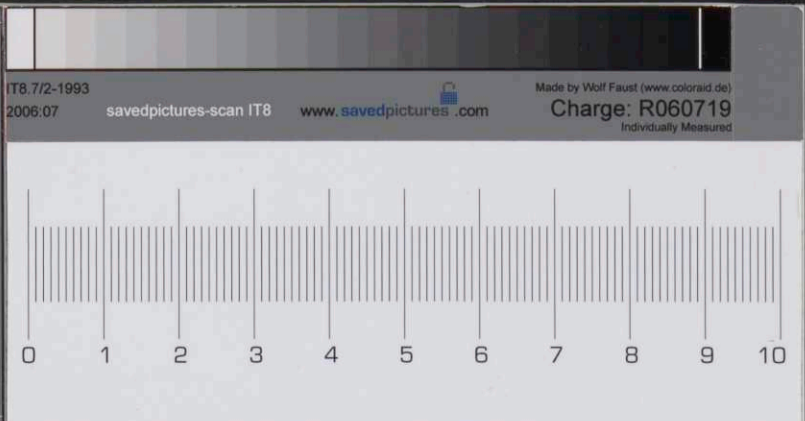 IT8.7/2-1993
2006:07
savedpictures-scan IT8
www.savedpictures.com
Made by Wolf Faust (www.coloraid.de)
Charge: R060719
Individually Measured
0 1 2 3 4 5 6 7 8 9 10